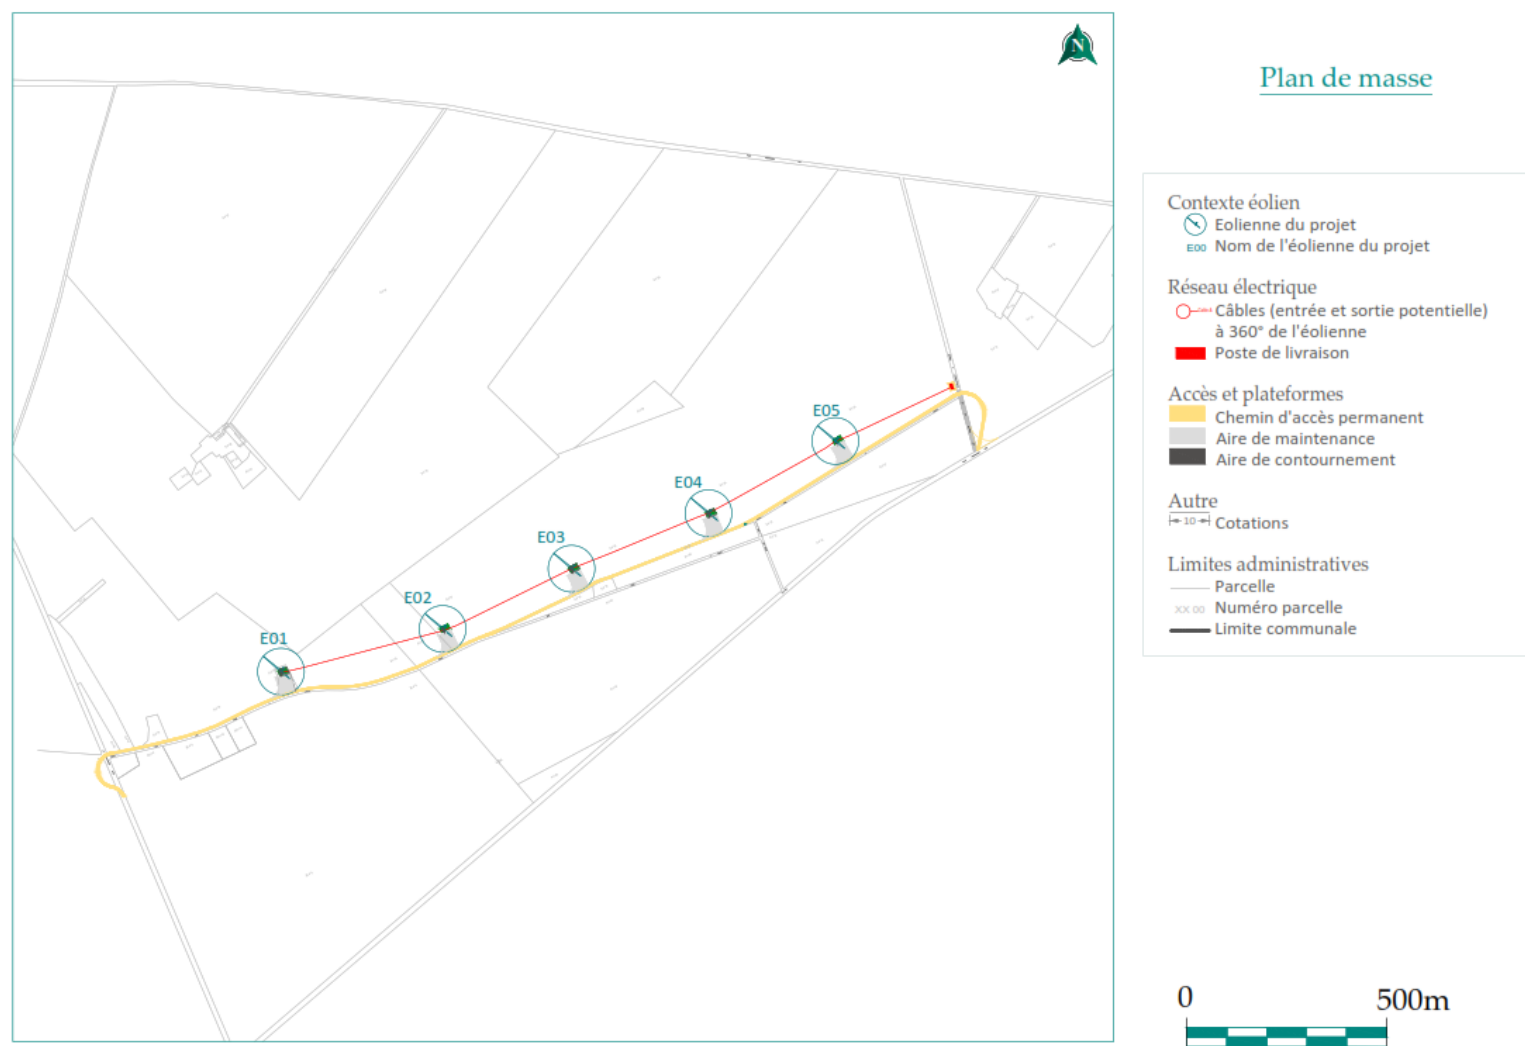 N
Plan de masse
Contexte éolien
Eolienne du projet
E00 Nom de l'éolienne du projet
Réseau électrique
Câbles (entrée et sortie potentielle)
à 360° de l'éolienne
Poste de livraison
Accès et plateformes
Chemin d'accès permanent
Aire de maintenance
Aire de contournement
Autre
10 Cotations
Limites administratives
Parcelle
XX 00 Numéro parcelle
Limite communale
E05
E04
E03
E02
E01
0 500m